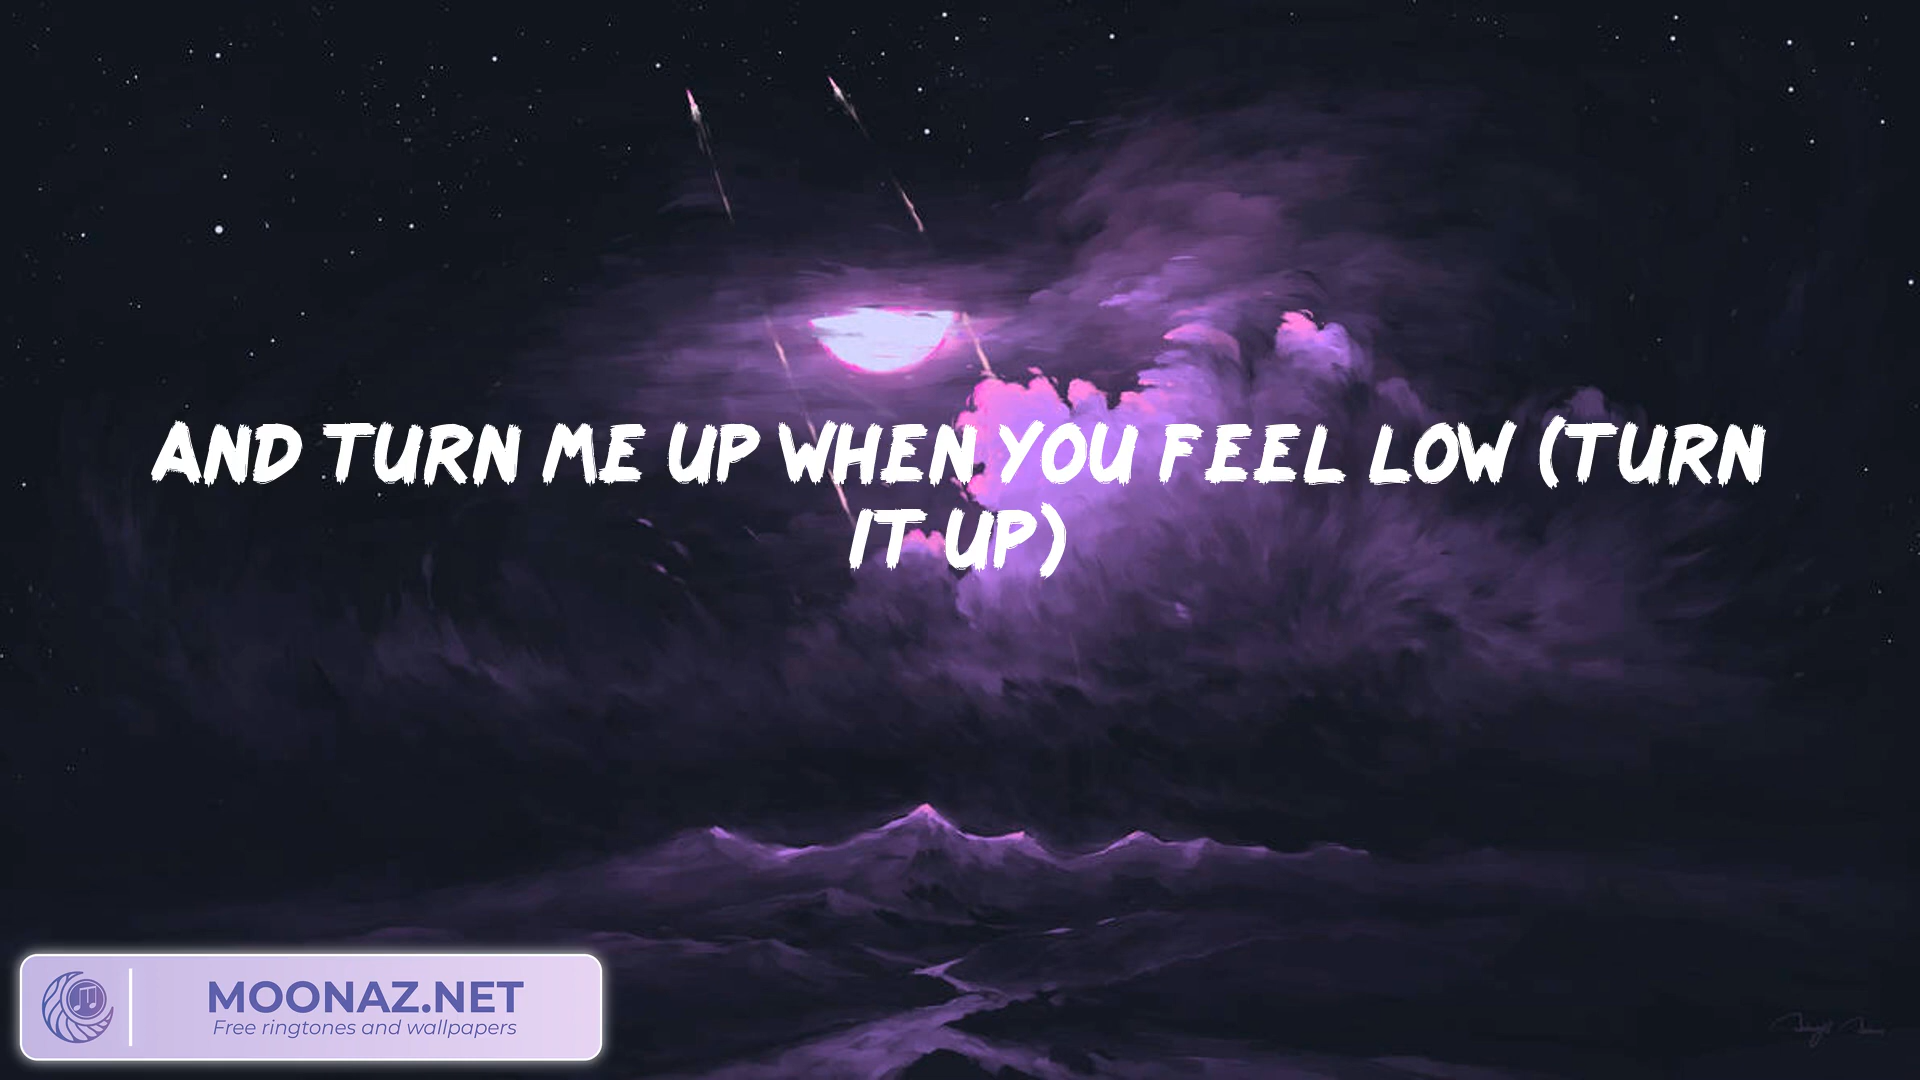 AND TURN ME UP WHEN YOU FEEL LOW (TURN
IT UP)
MOONAZ.NET
Free ringtones and wallpapers